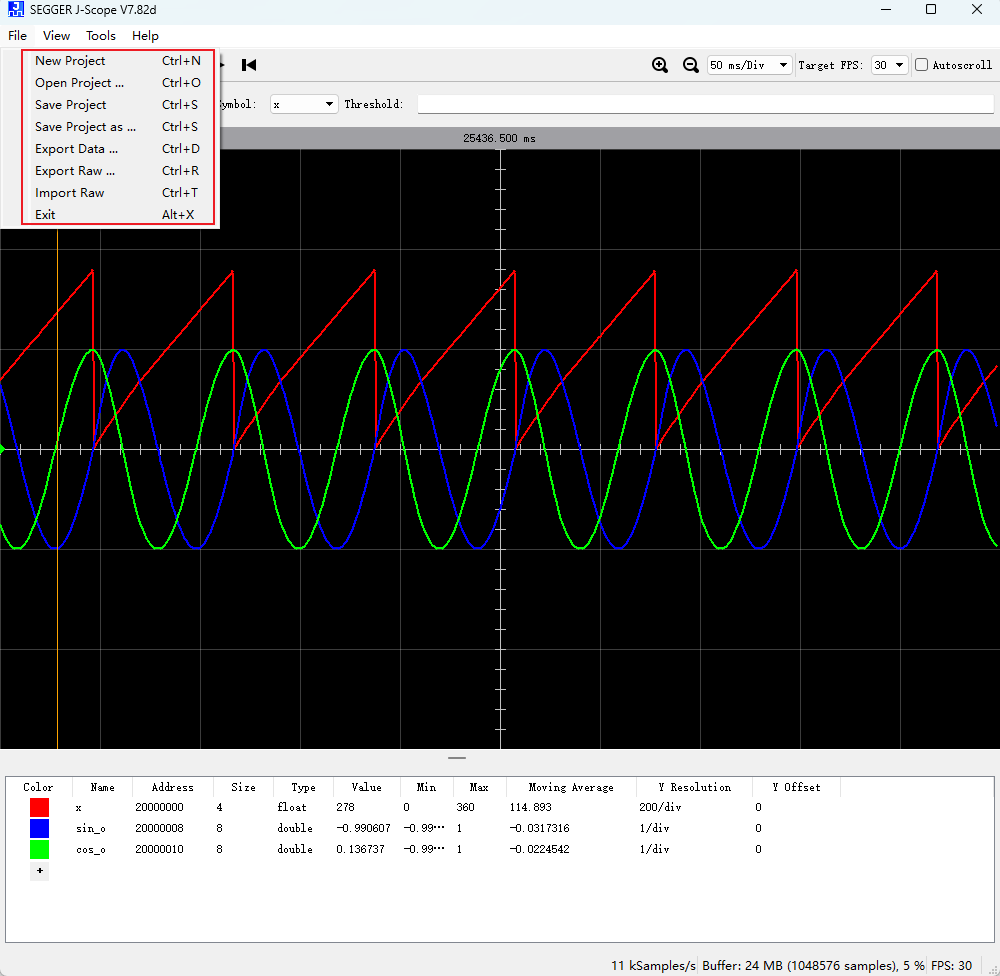 SEGGER J-Scope V7.82d
File View Tools Help
New Project Ctrl+N
Open Project ... Ctrl+O
Save Project Ctrl+S
Save Project as ... Ctrl+S
Export Data ... Ctrl+D
Export Raw ... Ctrl+R
Import Raw Ctrl+T
Exit Alt+X
50 ms/Div Target FPS: 30 Autoscroll
ymbol: x Threshold:
25436.500 ms
Color Name Address Size Type Value Min Max Moving Average Y Resolution Y Offset
x 20000000 4 float 278 0 360 114.893 200/div 0
sin_o 20000008 8 double -0.990607 -0.99··· 1 -0.0317316 1/div 0
cos_o 20000010 8 double 0.136737 -0.99··· 1 -0.0224542 1/div 0
+
11 kSamples/s Buffer: 24 MB (1048576 samples), 5 % FPS: 30